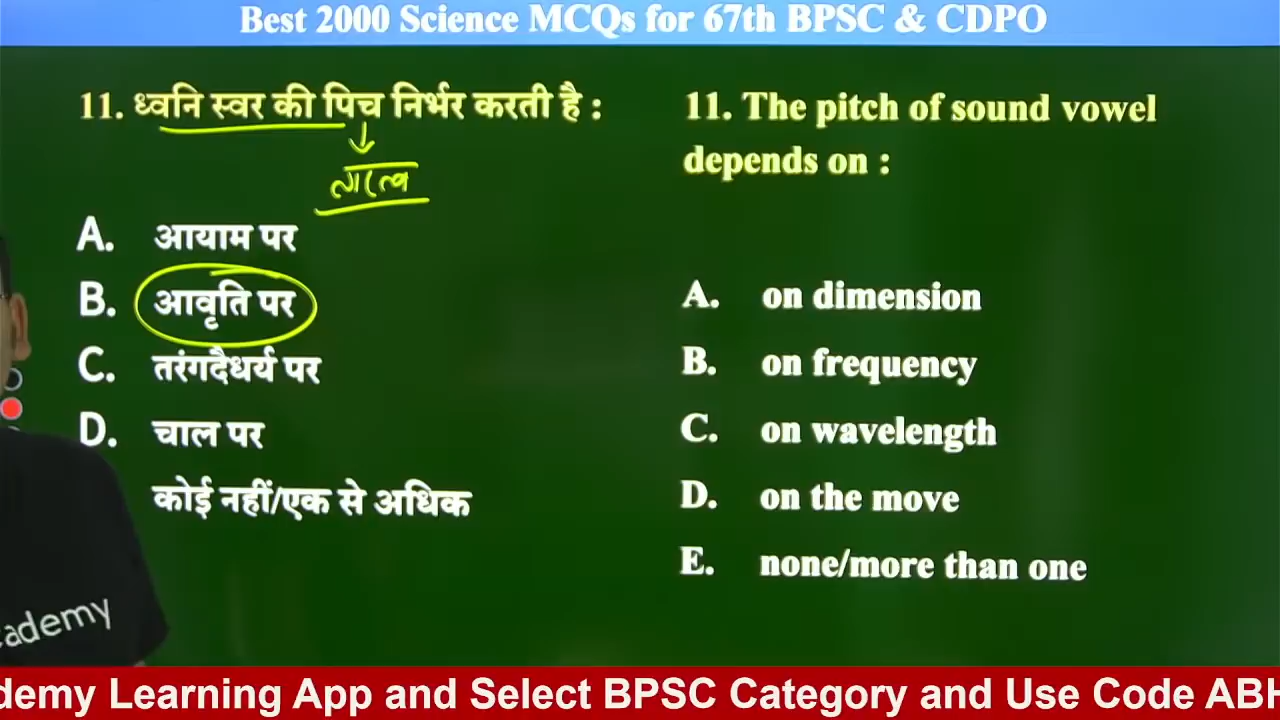 Best 2000 Science MCQs for 67th BPSC & CDPO
11. ध्वनि स्वर की पिच निर्भर करती है :
A. आयाम पर
B. आवृति पर
C. तरंगदैधर्य पर
D. चाल पर
कोई नहीं/एक से अधिक
11. The pitch of sound vowel
depends on :
A. on dimension
B. on frequency
C. on wavelength
D. on the move
E. none/more than one
cademy
demy Learning App and Select BPSC Category and Use Code ABH